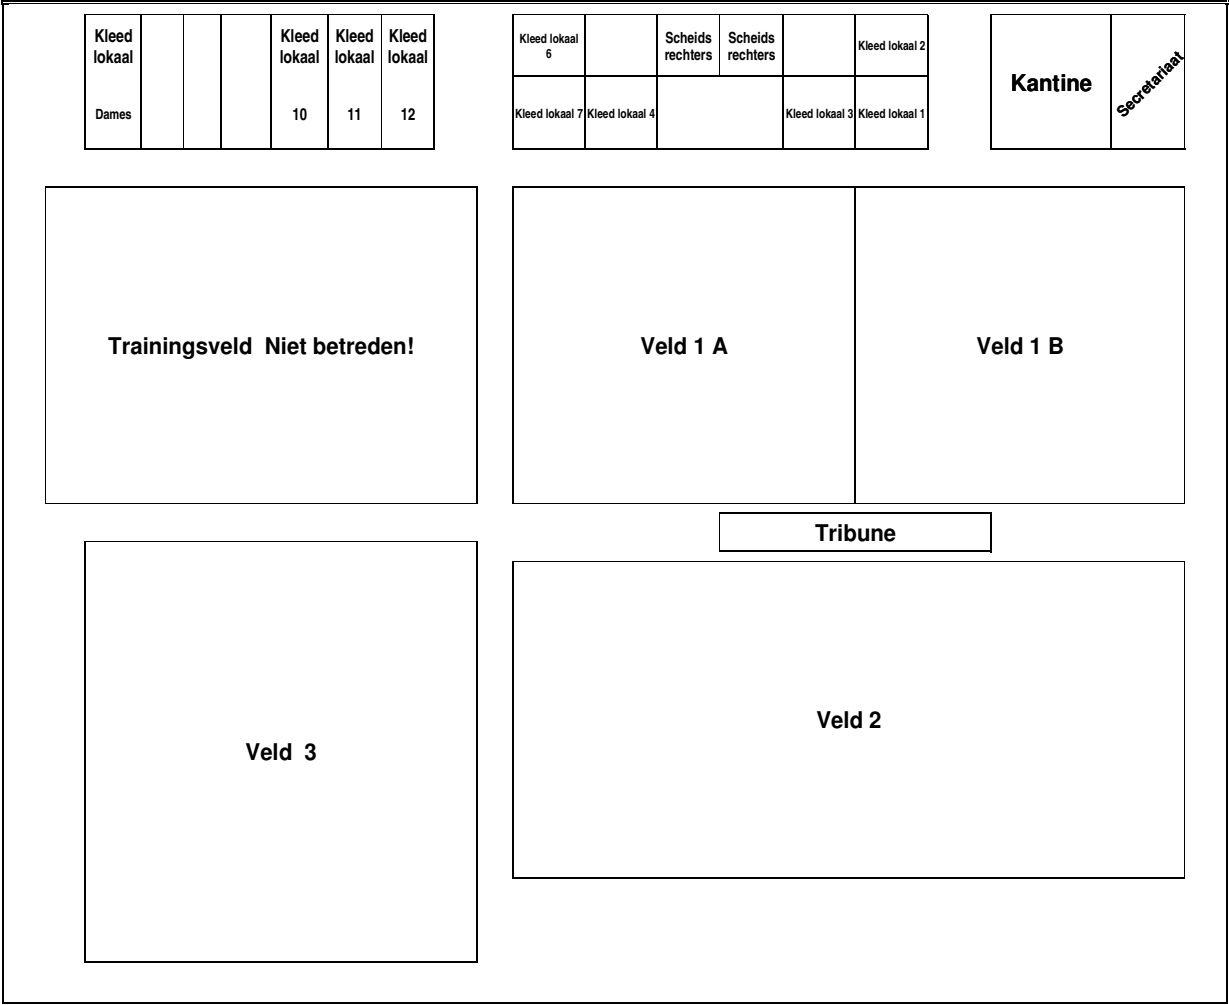 Kleed Kleed Kleed Kleed
lokaal lokaal lokaal lokaal
Dames 10 11 12
Kleed lokaal
6
Scheids
rechters
Scheids
rechters
Kleed lokaal 2
Kleed lokaal 7 Kleed lokaal 4 Kleed lokaal 3 Kleed lokaal 1
Kantine
Secretariaat
Trainingsveld Niet betreden!
Veld 1 A
Veld 1 B
Tribune
Veld 3
Veld 2